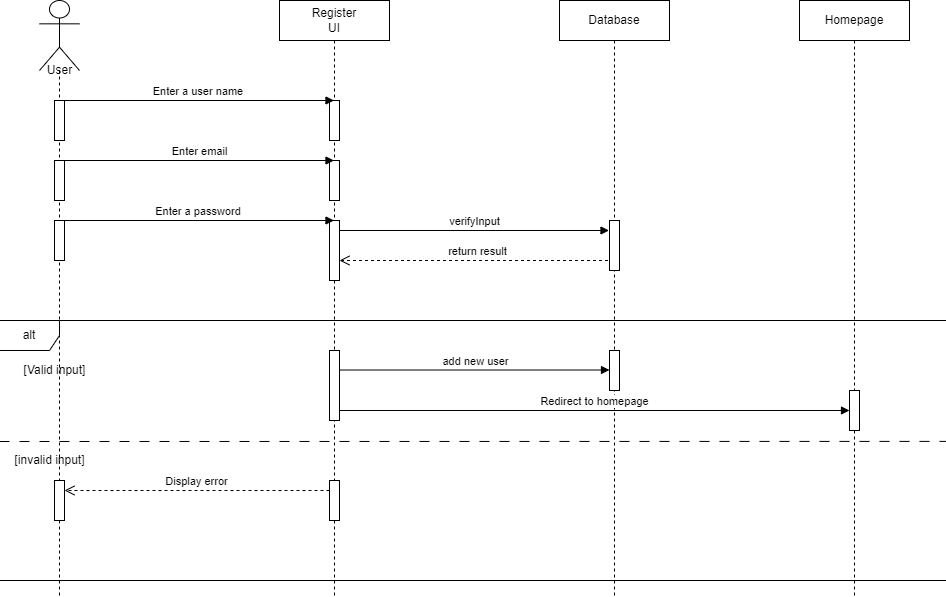 Register
UI
Database
Homepage
User
Enter a user name
Enter email
Enter a password
verifyInput
return result
alt
[Valid input]
add new user
Redirect to homepage
[invalid input]
Display error